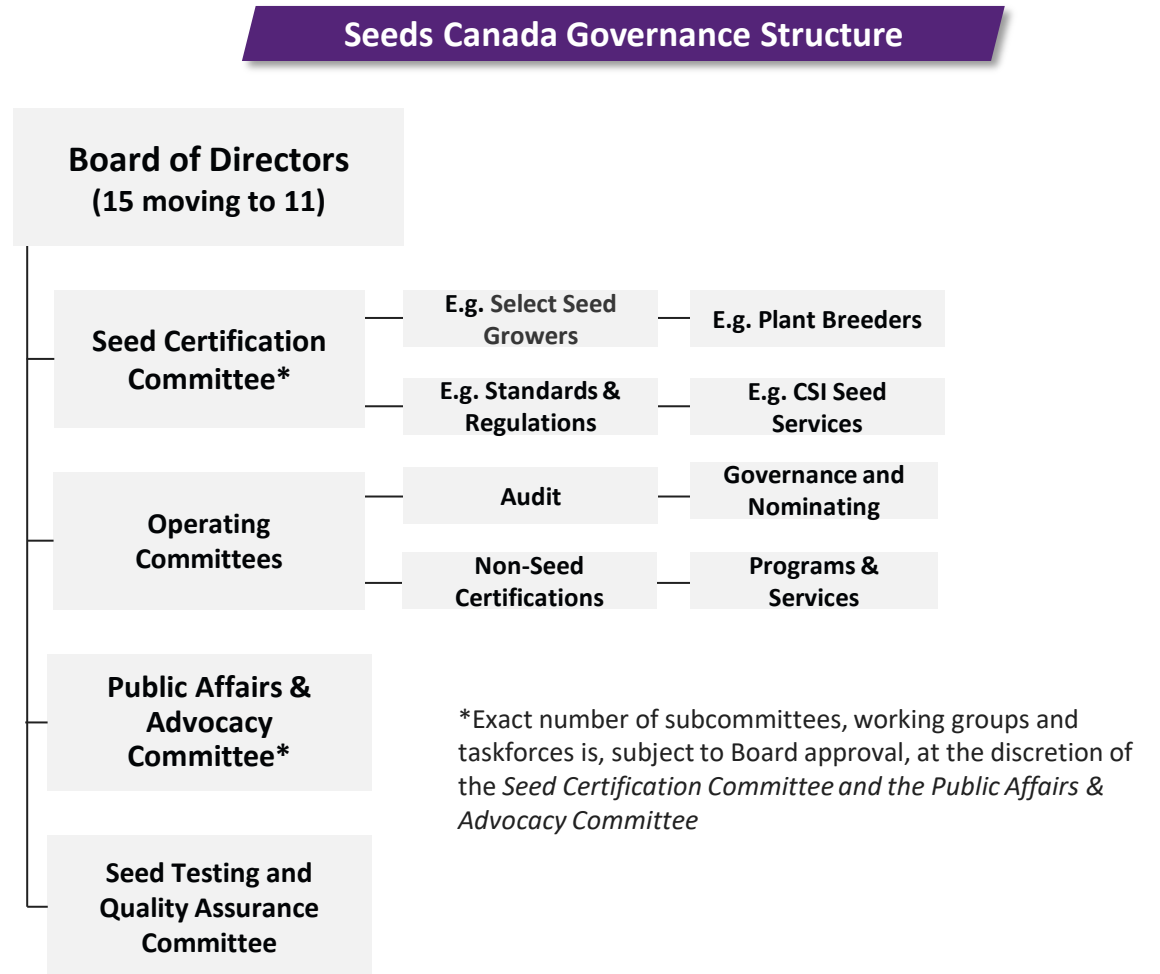 Seeds Canada Governance Structure
Board of Directors
(15 moving to 11)
Seed Certification
Committee*
E.g. Select Seed
Growers
E.g. Plant Breeders
E.g. Standards &
Regulations
E.g. CSI Seed
Services
Operating
Committees
Audit
Governance and
Nominating
Non-Seed
Certifications
Programs &
Services
Public Affairs &
Advocacy
Committee*
*Exact number of subcommittees, working groups and
taskforces is, subject to Board approval, at the discretion of
the Seed Certification Committee and the Public Affairs &
Advocacy Committee
Seed Testing and
Quality Assurance
Committee